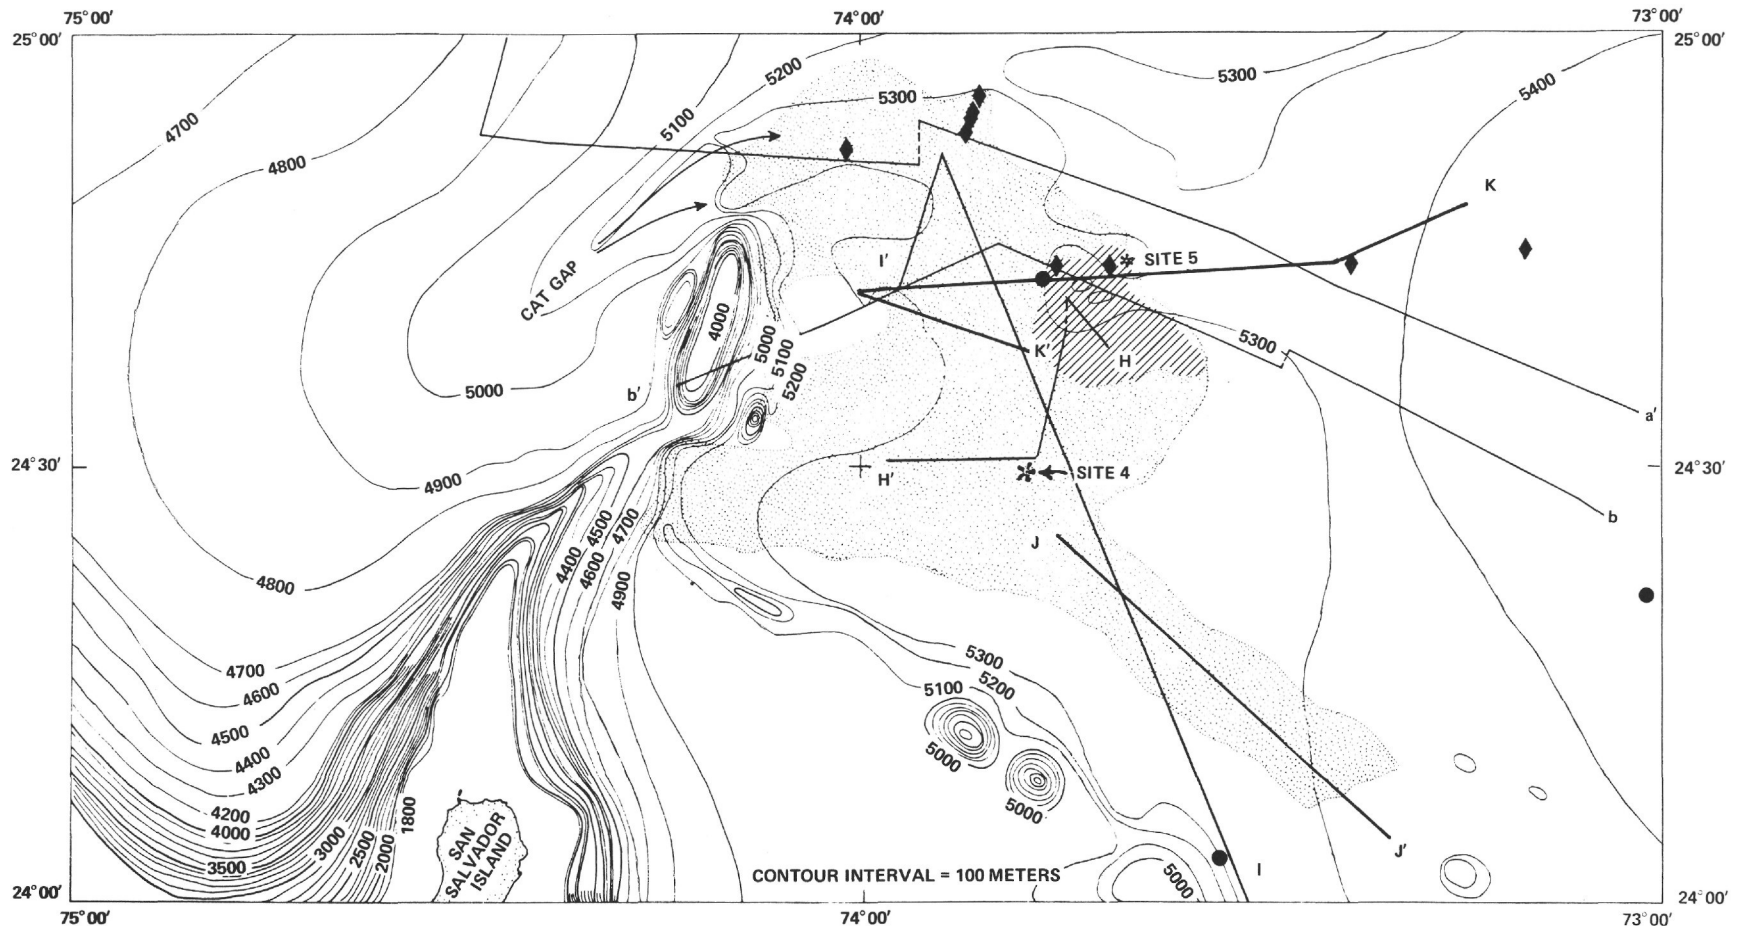 75°00′ 74°00′ 73°00′
25°00′ 25°00′
5200
5300
5300
5400
4700
5100
4800
K
I′
SITE 5
CAT GAP
4000
5000
5100
5200
5300
K′
H
b′
5000
a′
24°30′ 24°30′
4900
H′
SITE 4
b
4500
4700
4400
4600
4900
J
4800
4700
4600
4500
4400
4300
4200
4000
3500
3000
2500
2000
1800
5300
5200
5100
5000
5000
5000
J′
I
SAN
SALVADOR
ISLAND
CONTOUR INTERVAL = 100 METERS
24°00′ 24°00′
75°00′ 74°00′ 73°00′